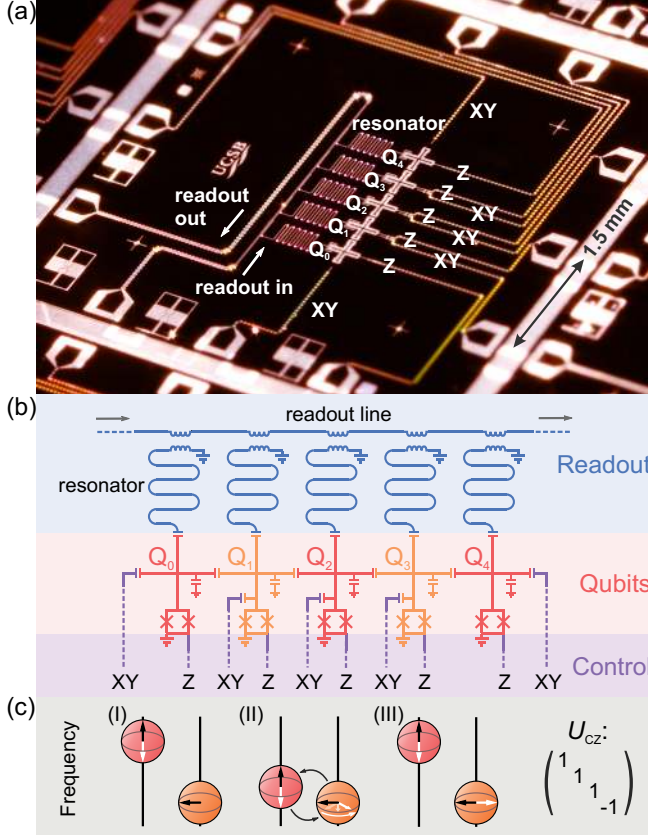 (a)
XY
resonator
UCSB
Q4
Z
Q3
XY
readout
out
Q2
Z
XY
Q1
Z
XY
Q0
Z
readout in
XY
1.5 mm
(b)
readout line
Readout
resonator
Q0 Q1 Q2 Q3 Q4
Qubits
Control
XY Z XY Z XY Z XY Z Z XY
(c)
Frequency
(I) (II) (III)
UCZ:
1
1
1
-1